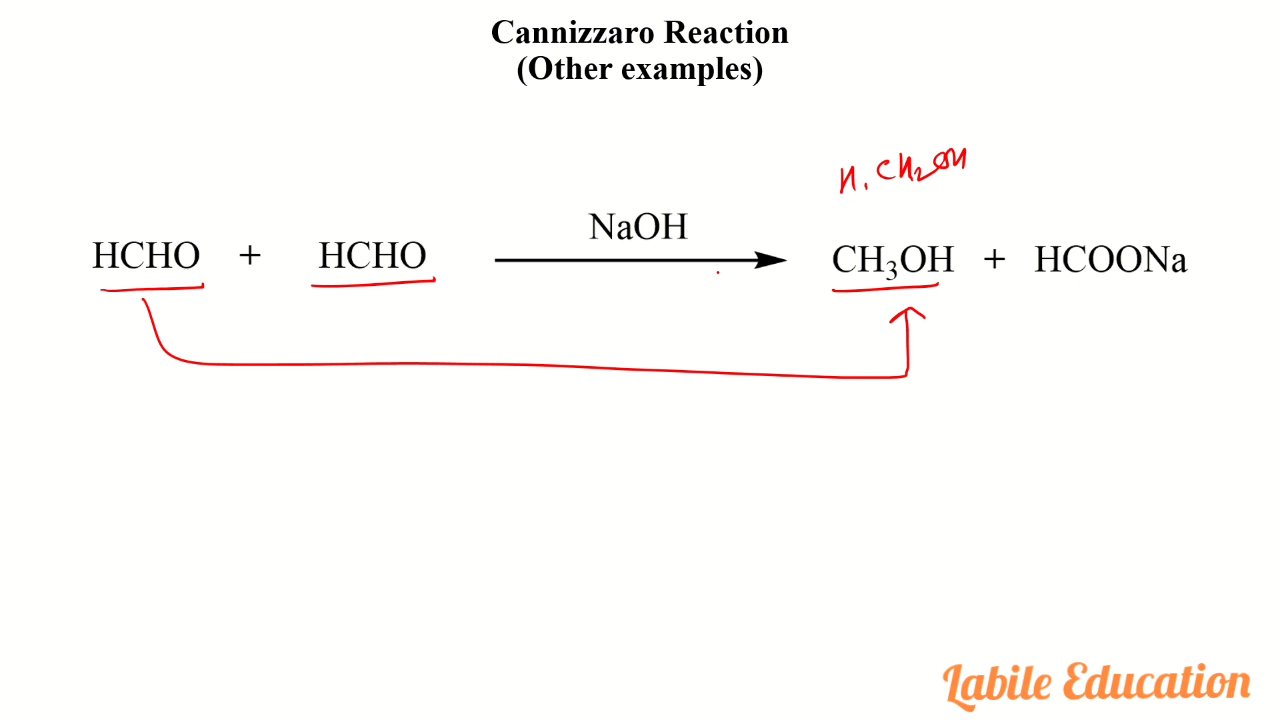 Cannizzaro Reaction
(Other examples)
H. CH₂OH
NaOH
HCHO + HCHO CH₃OH + HCOONa
Labile Education